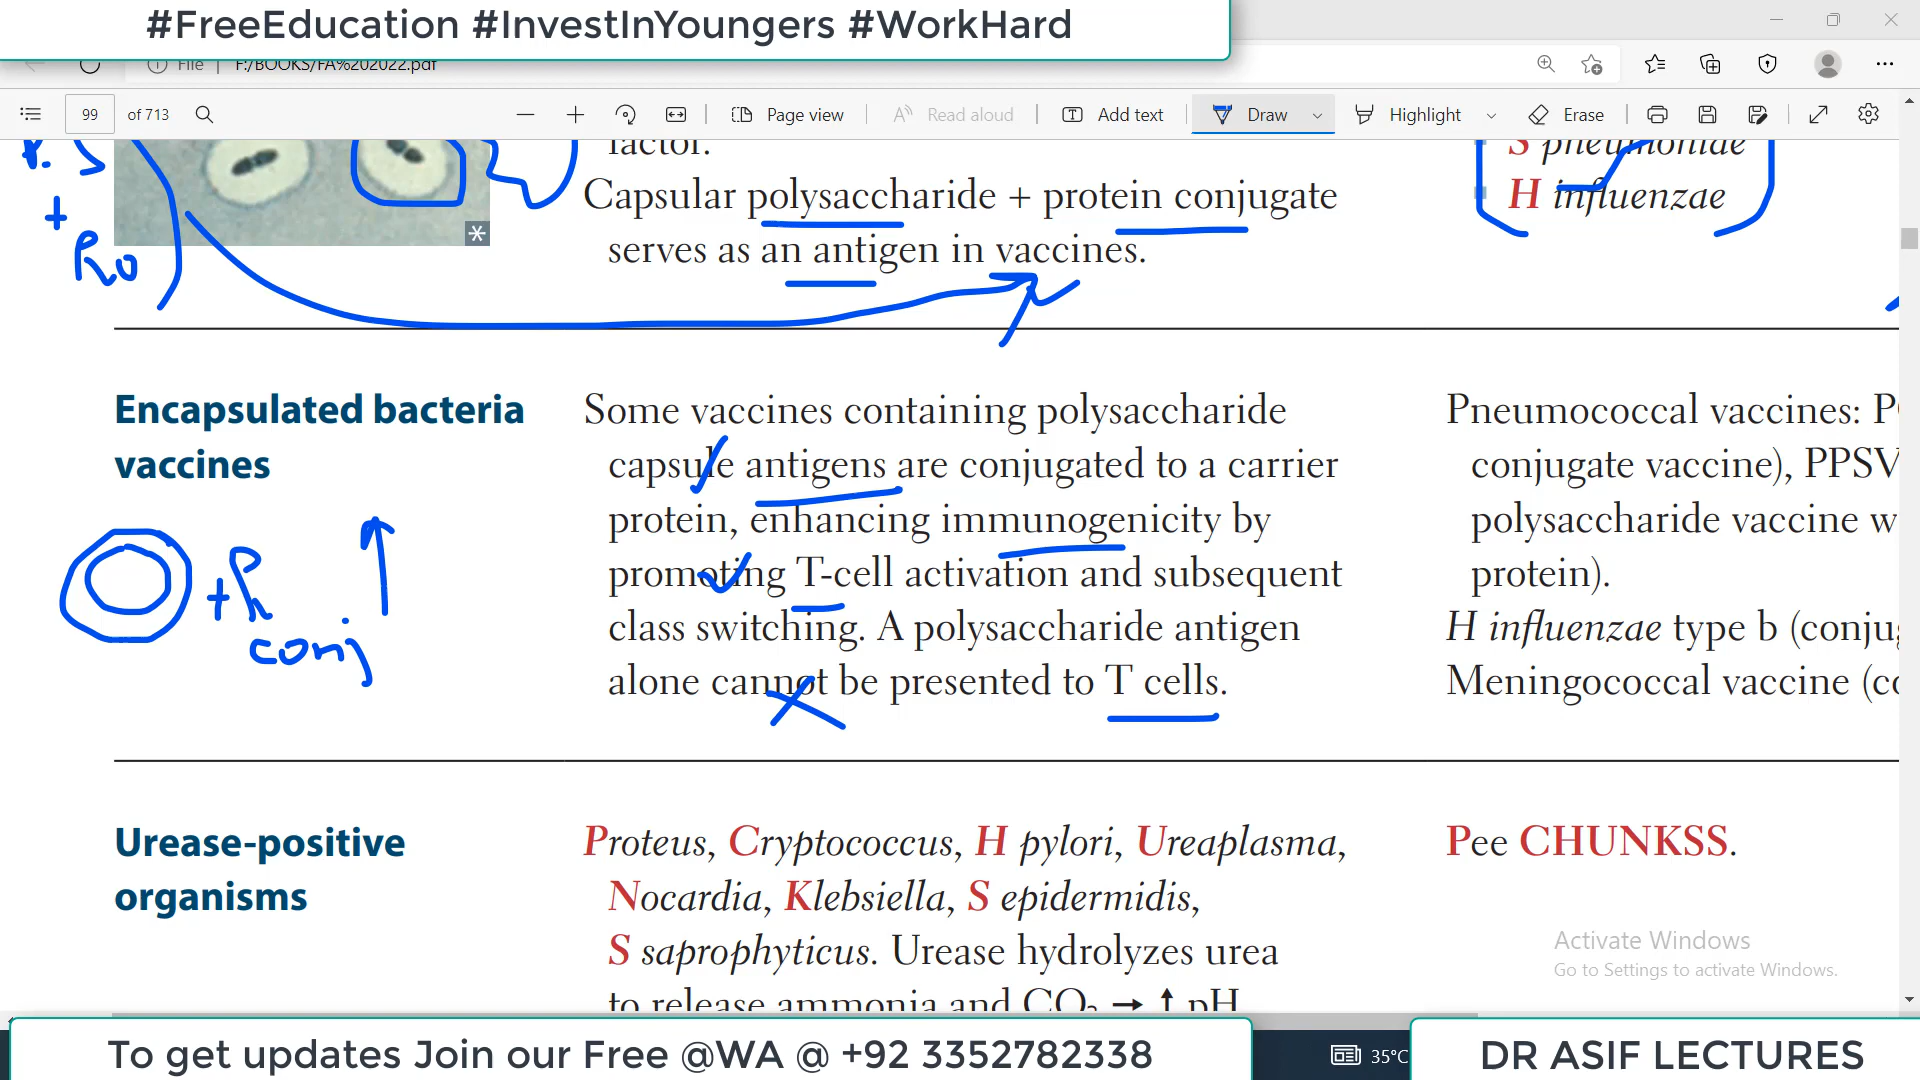 #FreeEducation #InvestInYoungers #WorkHard
File | F:/BOOKS/FA%202022.pdf
99 of 713 Page view Read aloud Add text Draw Highlight Erase
factor.
S pneumoniae
Capsular polysaccharide + protein conjugate
H influenzae
serves as an antigen in vaccines.
+
Encapsulated bacteria
vaccines
Some vaccines containing polysaccharide
capsule antigens are conjugated to a carrier
protein, enhancing immunogenicity by
promoting T-cell activation and subsequent
class switching. A polysaccharide antigen
alone cannot be presented to T cells.
Pneumococcal vaccines:
conjugate vaccine), PPSV
polysaccharide vaccine
protein).
H influenzae type b
Meningococcal vaccine
+
conj
Urease-positive
organisms
Proteus, Cryptococcus, H pylori, Ureaplasma,
Nocardia, Klebsiella, S epidermidis,
S saprophyticus. Urease hydrolyzes urea
to release ammonia and CO₂ → ↑ pH
Pee CHUNKSS.
Activate Windows
Go to Settings to activate Windows.
To get updates Join our Free @WA @ +92 3352782338
35°C
DR ASIF LECTURES